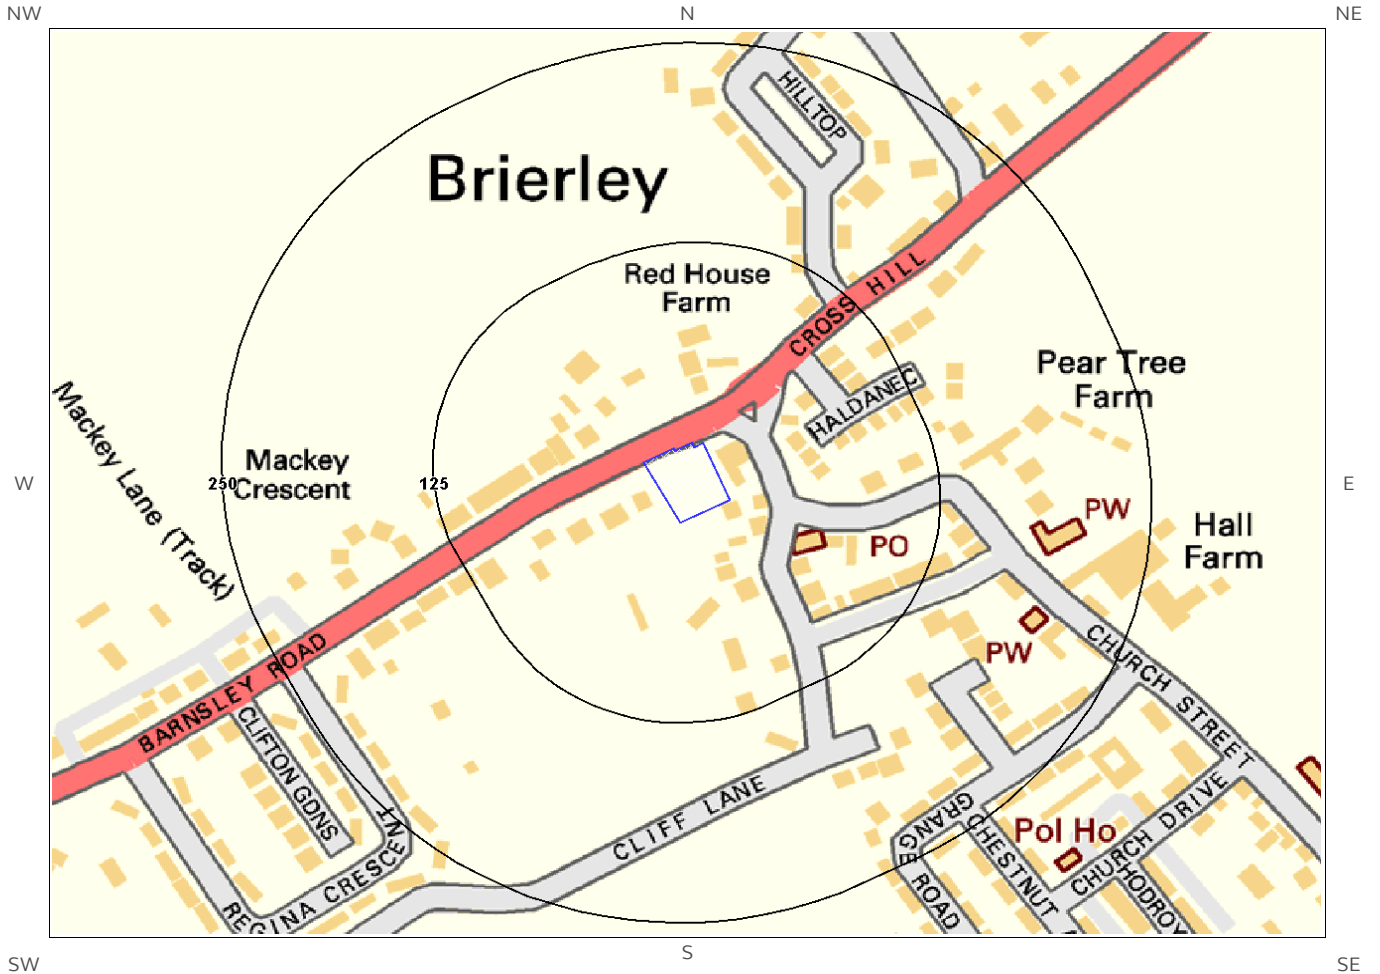 NW
N
NE
HILLTOP
Brierley
Red House
Farm
CROSS HILL
Pear Tree
Farm
HALDANEC
Mackey Lane (Track)
Mackey
Crescent
W
250
125
E
PW
Hall
Farm
PO
PW
CHURCH STREET
BARNSLEY ROAD
CLIFTON GDNS
REGINA CRESCENT
CLIFF LANE
GRANGE ROAD
CHESTNUT
Pol Ho
CHURCH DRIVE
HODROY
SW
S
SE